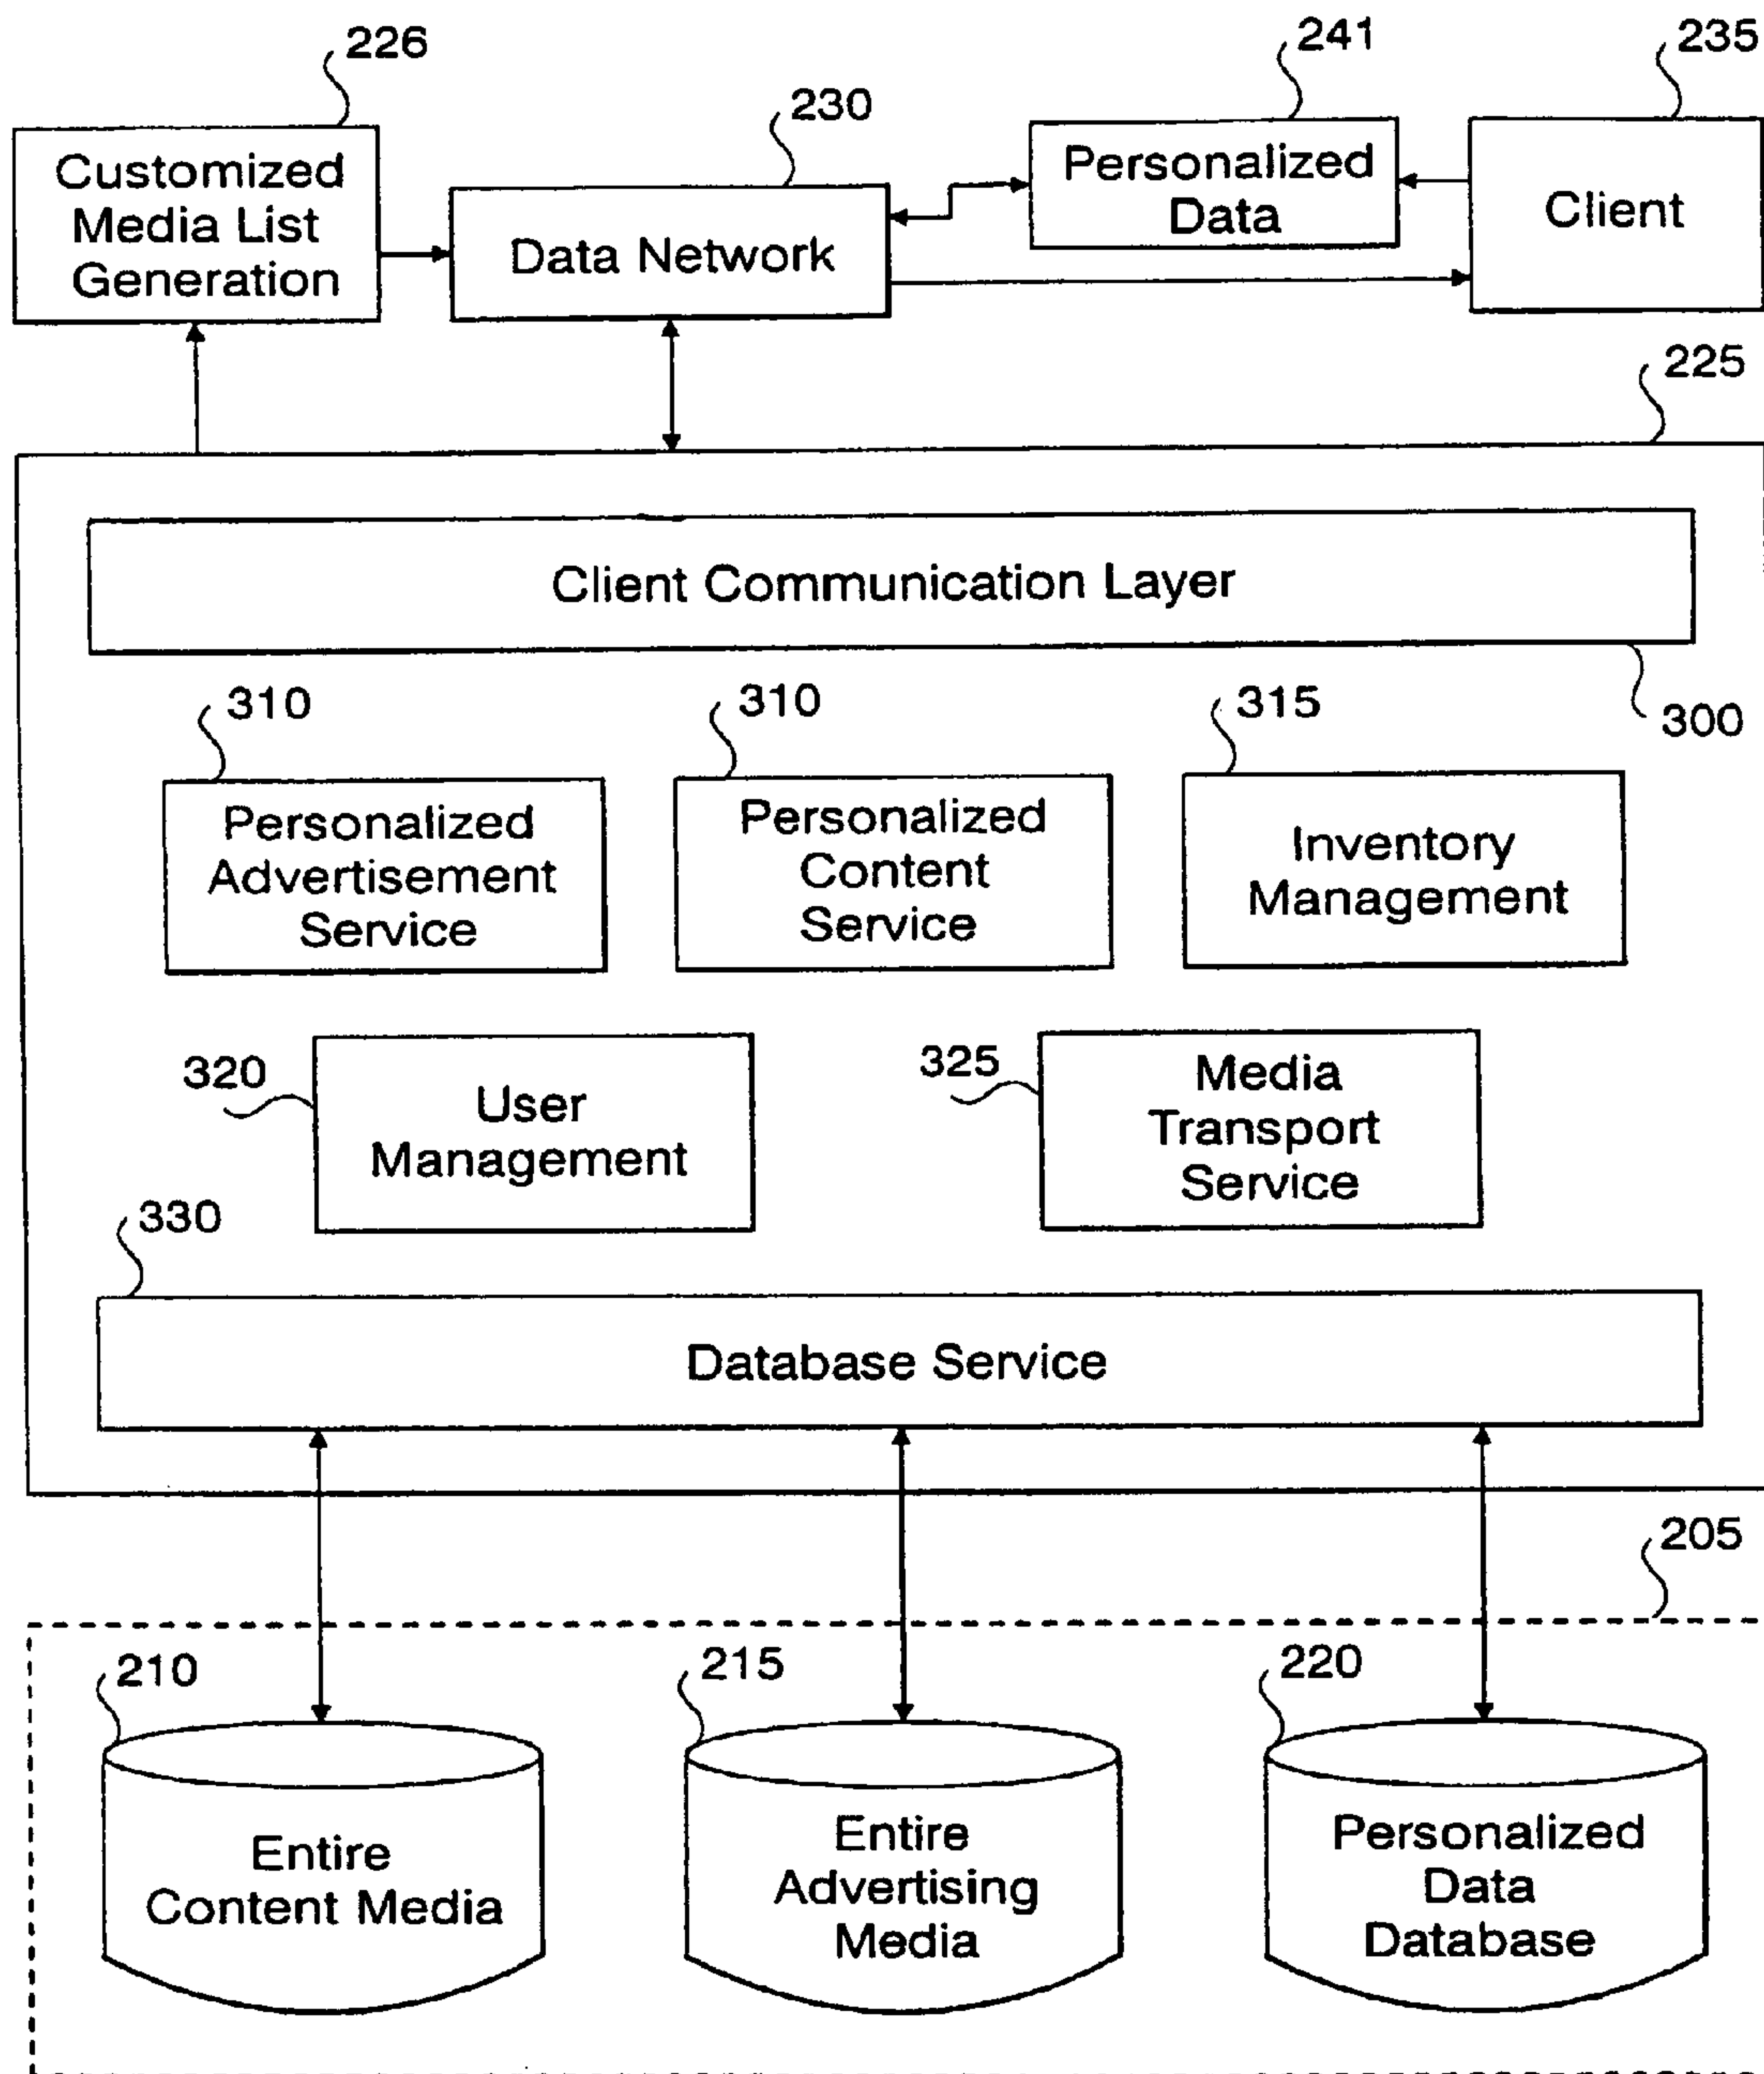 226
230
241
235
Customized
Media List
Generation
Data Network
Personalized
Data
Client
225
Client Communication Layer
300
310
310
315
Personalized
Advertisement
Service
Personalized
Content
Service
Inventory
Management
320
User
Management
325
Media
Transport
Service
330
Database Service
205
210
215
220
Entire
Content Media
Entire
Advertising
Media
Personalized
Data
Database